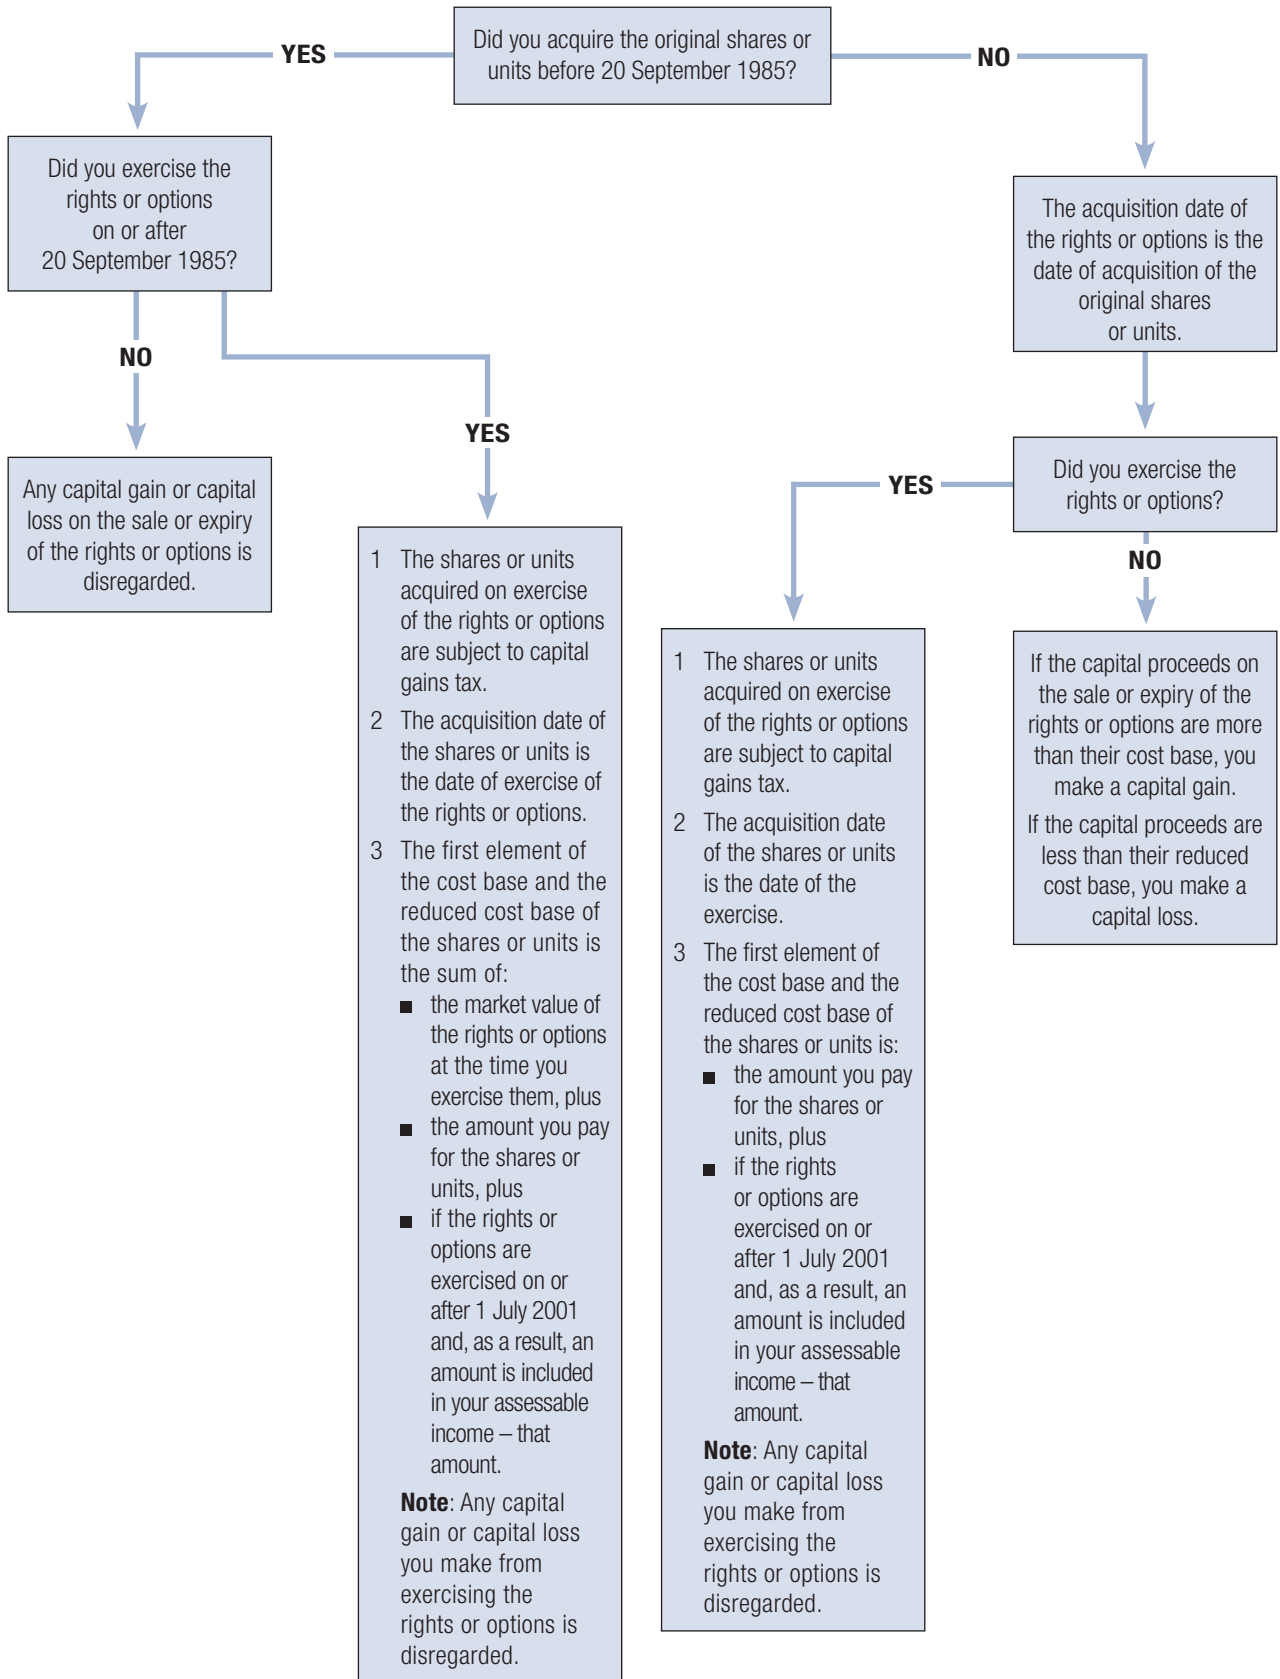 Did you acquire the original shares or
units before 20 September 1985?
YES
NO
Did you exercise the
rights or options
on or after
20 September 1985?
NO
YES
Any capital gain or capital
loss on the sale or expiry
of the rights or options is
disregarded.
1 The shares or units
acquired on exercise
of the rights or options
are subject to capital
gains tax.
2 The acquisition date of
the shares or units is
the date of exercise of
the rights or options.
3 The first element of
the cost base and the
reduced cost base of
the shares or units is
the sum of:
■ the market value of
the rights or options
at the time you
exercise them, plus
■ the amount you pay
for the shares or
units, plus
■ if the rights or
options are
exercised on or
after 1 July 2001
and, as a result, an
amount is included
in your assessable
income – that
amount.
Note: Any capital
gain or capital loss
you make from
exercising the
rights or options is
disregarded.
The acquisition date of
the rights or options is the
date of acquisition of the
original shares
or units.
Did you exercise the
rights or options?
YES
NO
1 The shares or units
acquired on exercise
of the rights or options
are subject to capital
gains tax.
2 The acquisition date
of the shares or units
is the date of the
exercise.
3 The first element of
the cost base and the
reduced cost base of
the shares or units is:
■ the amount you pay
for the shares or
units, plus
■ if the rights
or options are
exercised on or
after 1 July 2001
and, as a result, an
amount is included
in your assessable
income – that
amount.
Note: Any capital
gain or capital loss
you make from
exercising the
rights or options is
disregarded.
If the capital proceeds on
the sale or expiry of the
rights or options are more
than their cost base, you
make a capital gain.
If the capital proceeds are
less than their reduced
cost base, you make a
capital loss.